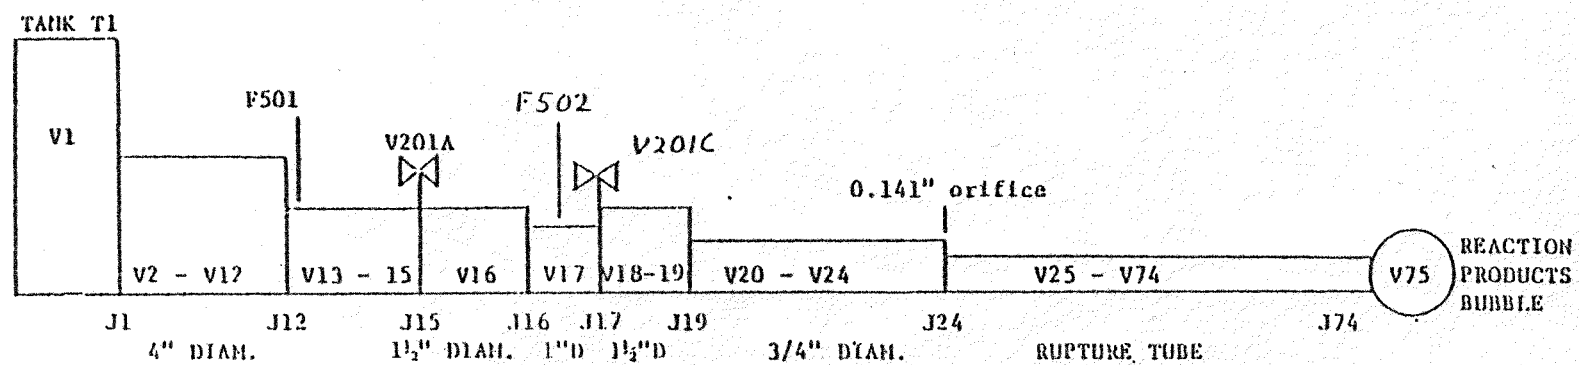 TANK T1
F501
F502
V1
V201A
V201C
0.141" orifice
V2 - V12
V13 - 15
V16
V17
V18-19
V20 - V24
V25 - V74
V75
REACTION
PRODUCTS
BUBBLE
J1
J12
J15
J16
J17
J19
J24
J74
4" DIAM.
1½" DIAM.
1"D
1½"D
3/4" DIAM.
RUPTURE TUBE